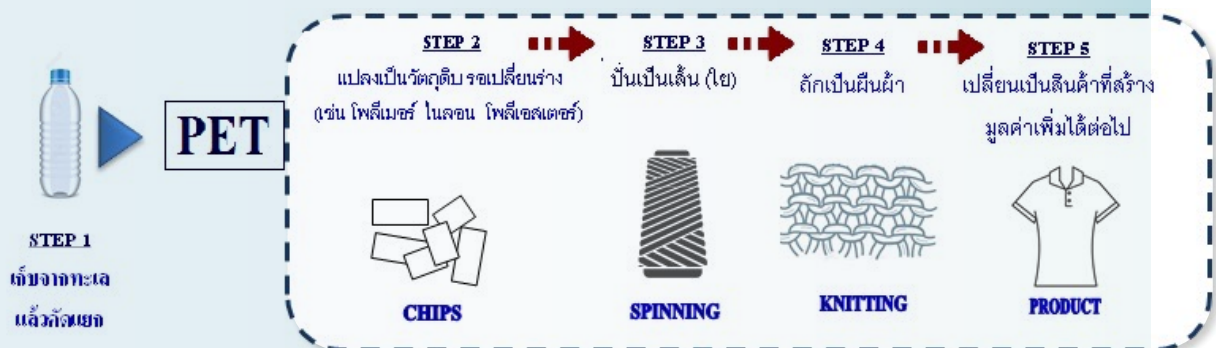 STEP 1
เก็บจากทะเล
แล้วคัดแยก
PET
STEP 2
แปลงเป็นวัตถุดิบ รอเปลี่ยนร่าง
(เช่น โพลีเมอร์ ไนลอน โพลีเอสเตอร์)
CHIPS
STEP 3
ปั่นเป็นเส้น (ใย)
SPINNING
STEP 4
ถักเป็นผืนผ้า
KNITTING
STEP 5
เปลี่ยนเป็นสินค้าที่สร้าง
มูลค่าเพิ่มได้ต่อไป
PRODUCT